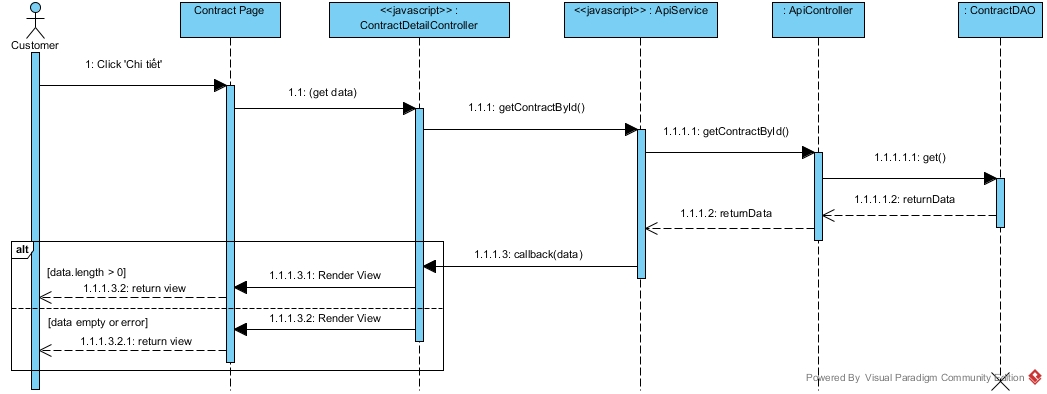 Customer
Contract Page
<<javascript>> :
ContractDetailController
<<javascript>> : ApiService
: ApiController
: ContractDAO
1: Click 'Chi tiết'
1.1: (get data)
1.1.1: getContractById()
1.1.1.1: getContractById()
1.1.1.1.1: get()
1.1.1.1.2: returnData
1.1.1.2: returnData
1.1.1.3: callback(data)
alt
[data.length > 0]
1.1.1.3.1: Render View
1.1.1.3.2: return view
[data empty or error]
1.1.1.3.2: Render View
1.1.1.3.2.1: return view
Powered By Visual Paradigm Community Edition